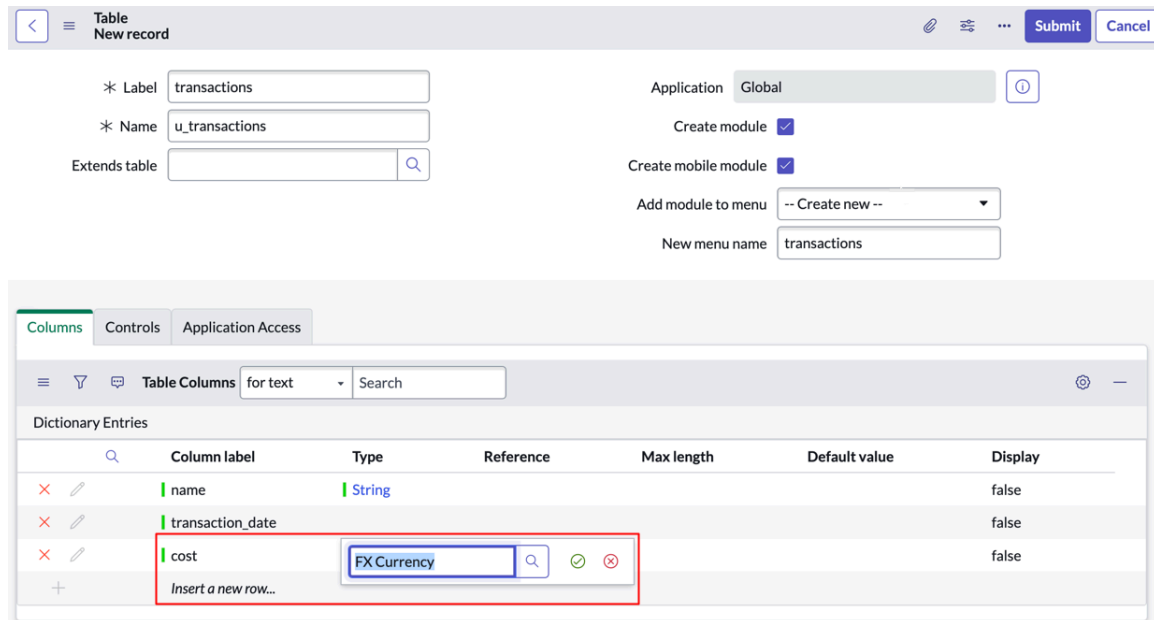 Table
New record
Submit
Cancel
Label transactions
Application Global
Name u_transactions
Create module
Extends table
Create mobile module
Add module to menu -- Create new --
New menu name transactions
Columns Controls Application Access
Table Columns for text Search
Dictionary Entries
Column label Type Reference Max length Default value Display
name String false
transaction_date false
cost FX Currency false
Insert a new row...